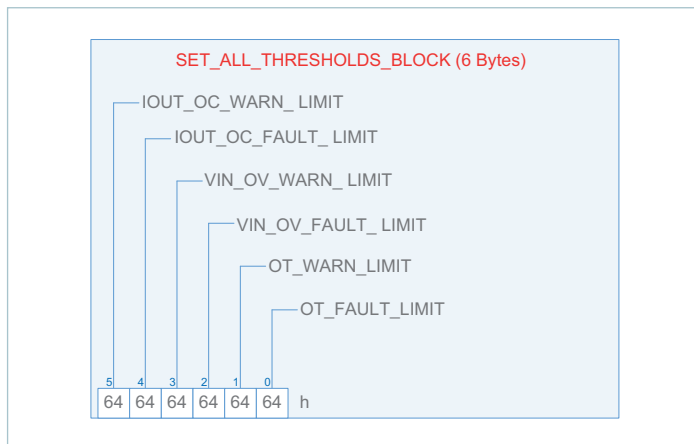 SET_ALL_THRESHOLDS_BLOCK (6 Bytes)
IOUT_OC_WARN_ LIMIT
IOUT_OC_FAULT_ LIMIT
VIN_OV_WARN_ LIMIT
VIN_OV_FAULT_ LIMIT
OT_WARN_LIMIT
OT_FAULT_LIMIT
5 4 3 2 1 0
64 64 64 64 64 64 h